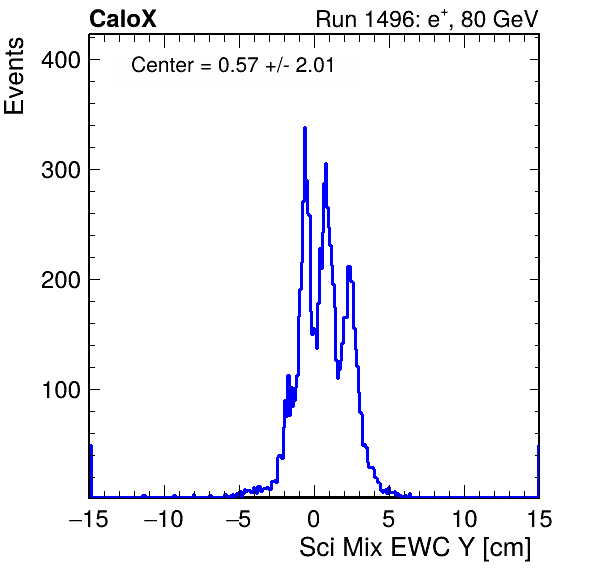 CaloX Run 1496: e⁺, 80 GeV
Events
Center = 0.57 +/- 2.01
400
300
200
100
−15 −10 −5 0 5 10 15
Sci Mix EWC Y [cm]